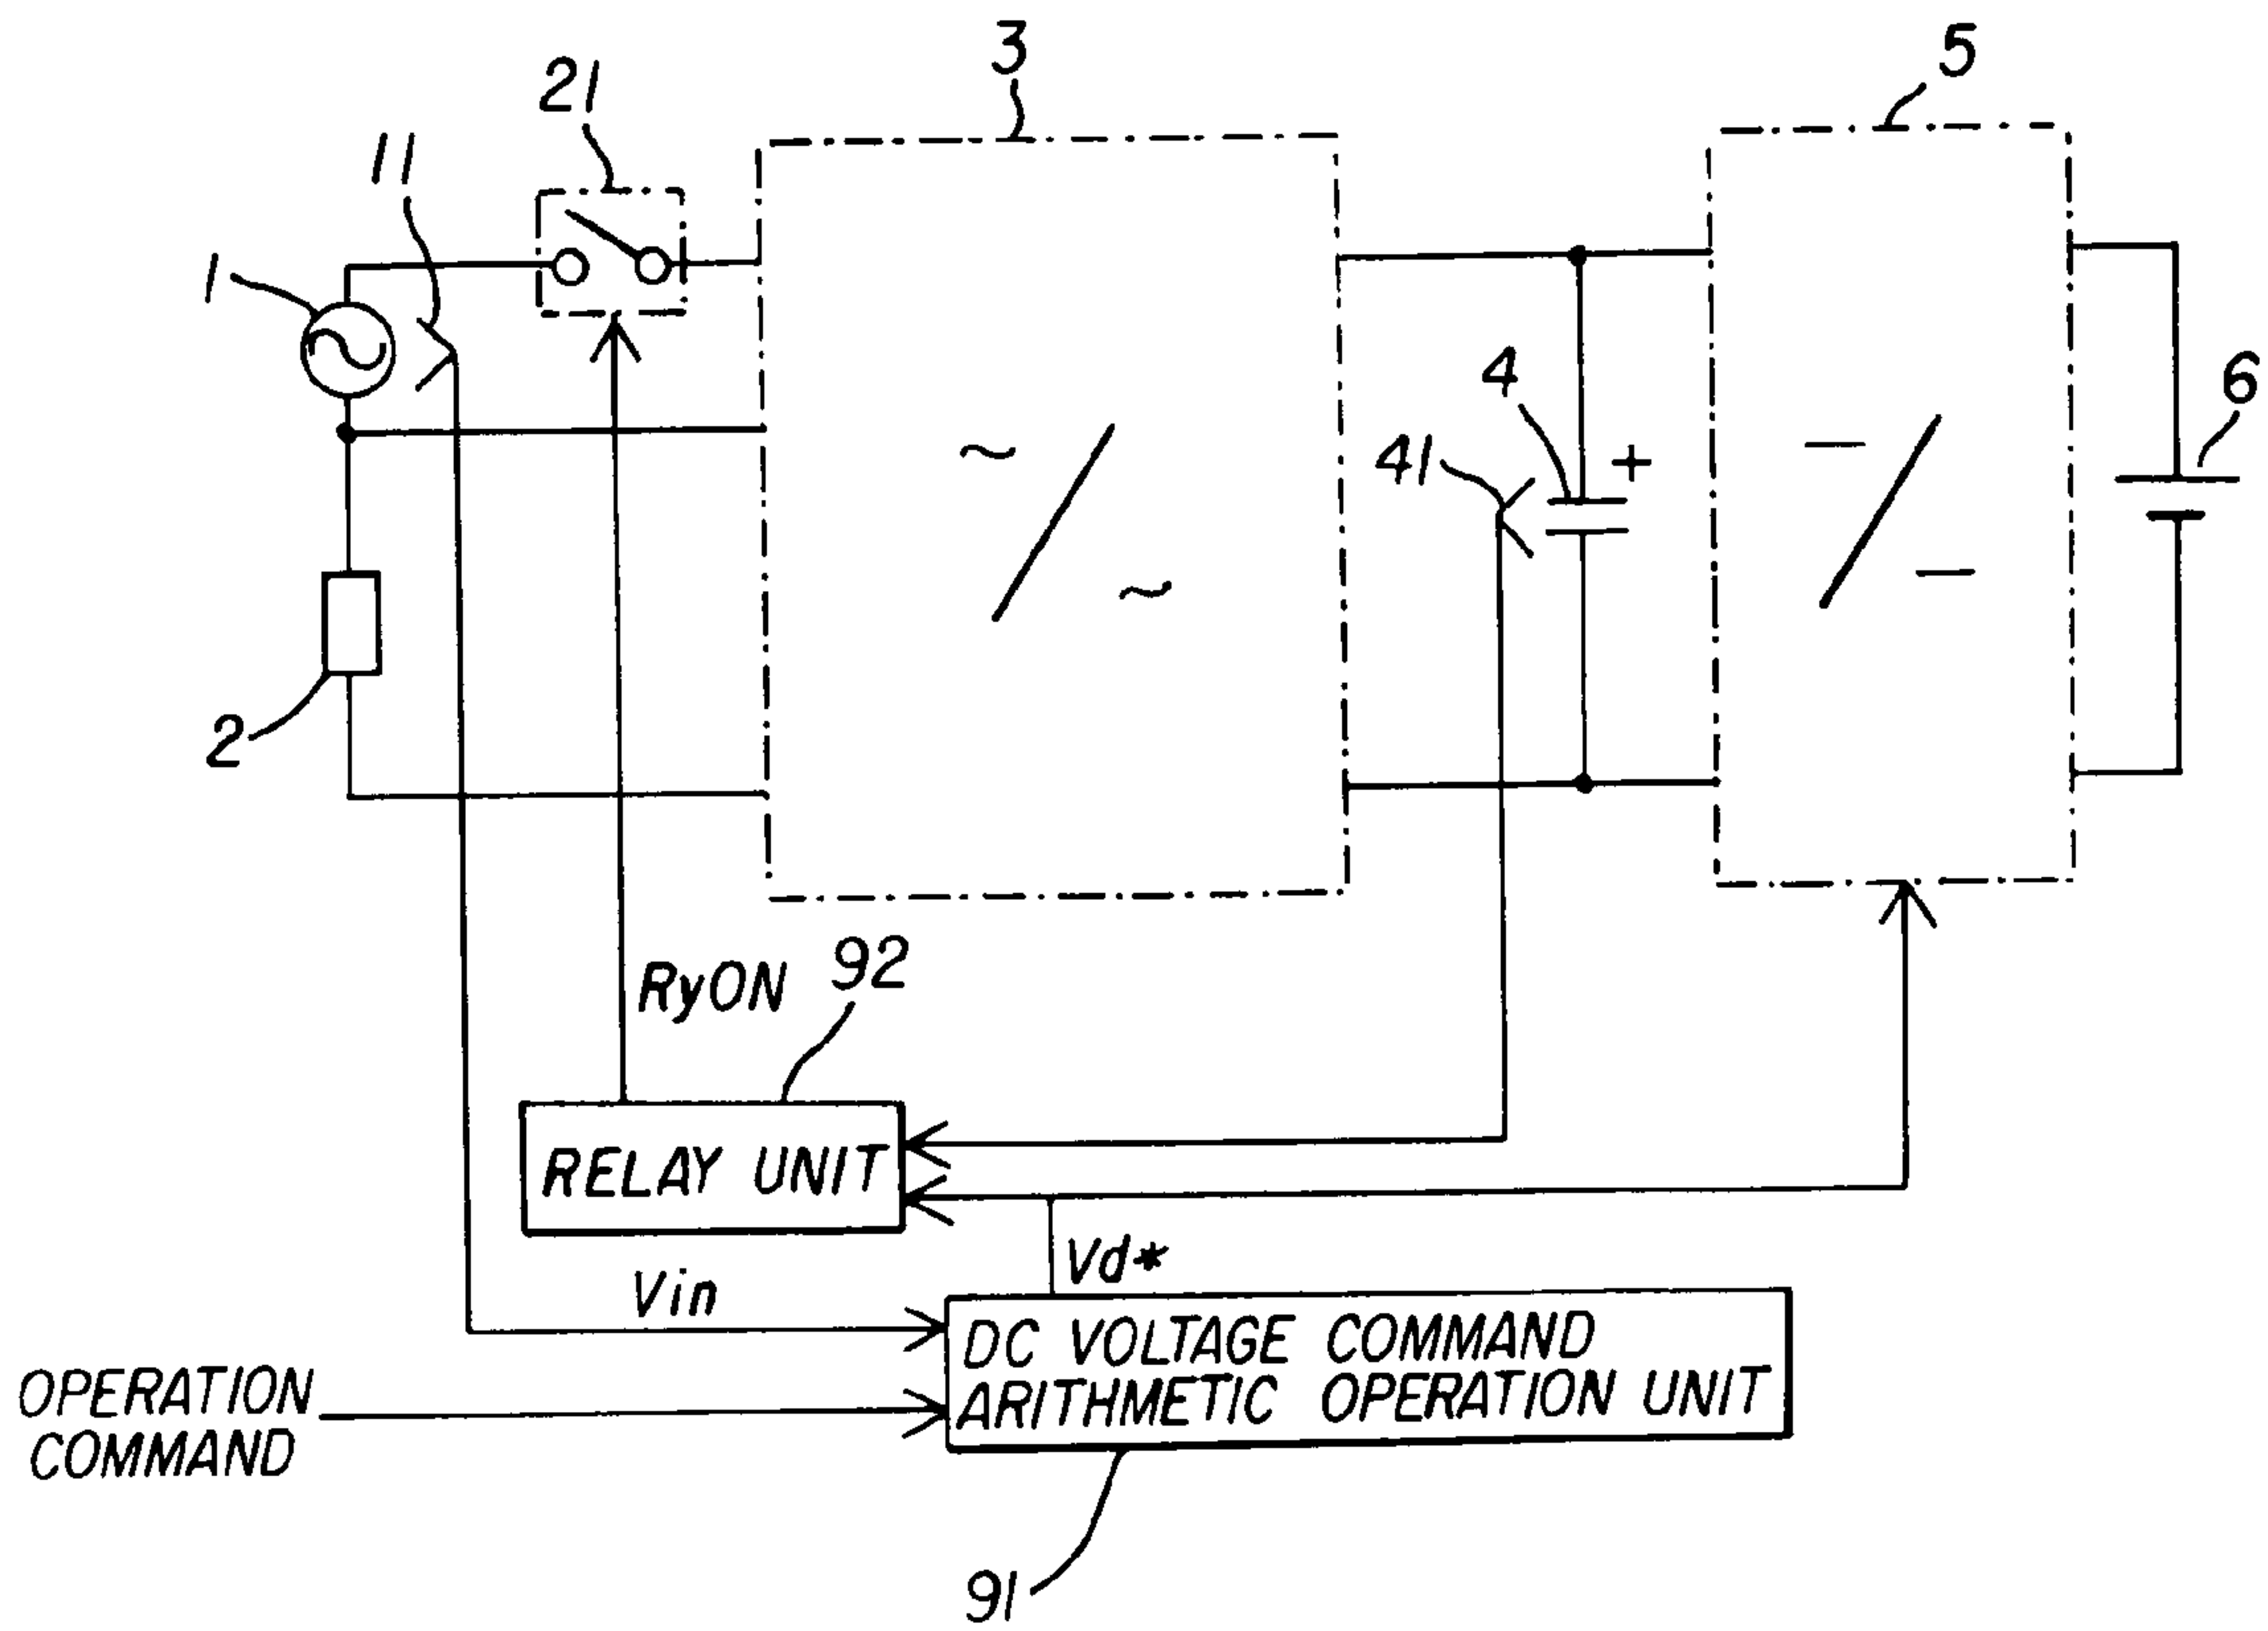 3
5
21
11
1
4
6
41
+
2
RyON
92
RELAY UNIT
Vd*
Vin
DC VOLTAGE COMMAND
ARITHMETIC OPERATION UNIT
OPERATION
COMMAND
91